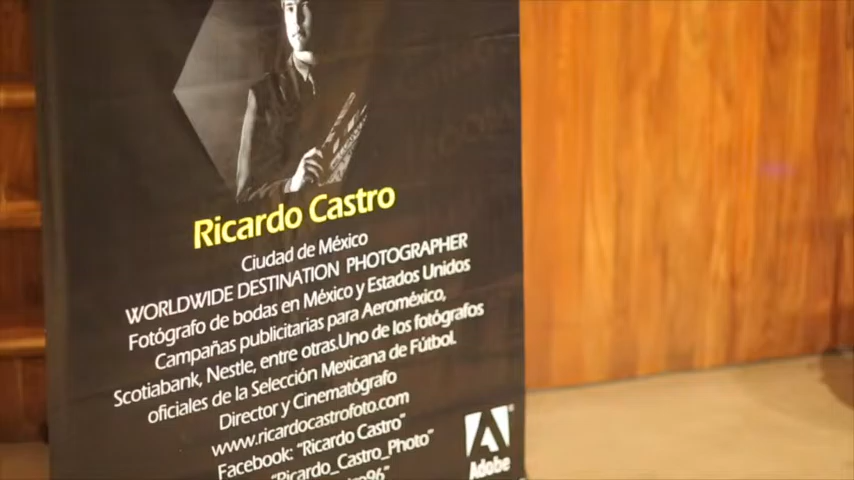 Ricardo Castro
Ciudad de México
WORLDWIDE DESTINATION PHOTOGRAPHER
Fotógrafo de bodas en México y Estados Unidos
Campañas publicitarias para Aeroméxico,
Scotiabank, Nestle, entre otras.Uno de los fotógrafos
oficiales de la Selección Mexicana de Fútbol.
Director y Cinematógrafo
www.ricardocastrofoto.com
Facebook: "Ricardo Castro"
"Ricardo_Castro_Photo"
Adobe